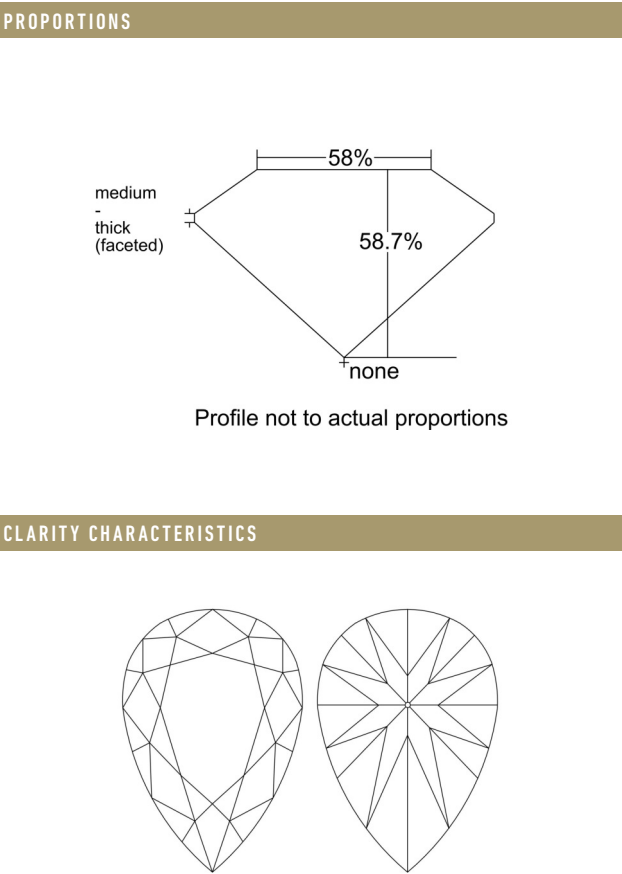 PROPORTIONS
58%
medium
-
thick
(faceted)
58.7%
none
Profile not to actual proportions
CLARITY CHARACTERISTICS